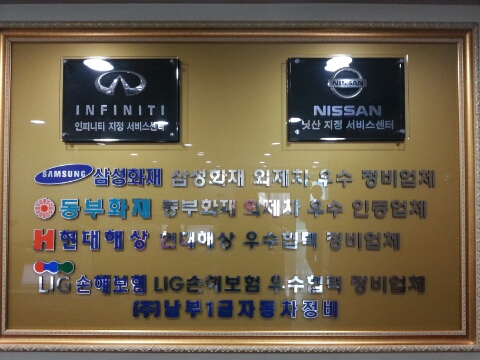 INFINITI
인피니티 지정 서비스센터
NISSAN
닛산 지정 서비스센터
SAMSUNG 삼성화재 삼성화재 외제차 우수 정비업체
동부화재 동부화재 외제차 우수 인증업체
H 현대해상 현대해상 우수협력 정비업체
LIG손해보험 LIG손해보험 우수협력 정비업체
(주)남부1급자동차정비